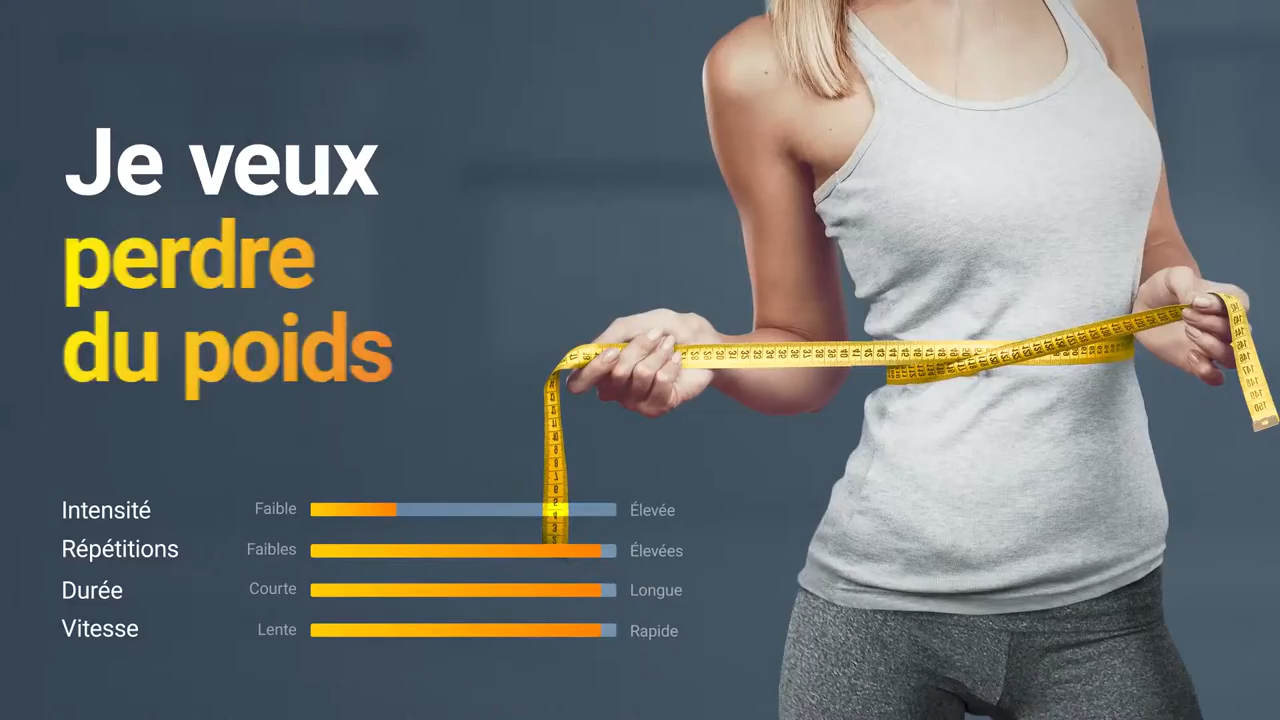 Je veux
perdre
du poids
Intensité Faible Élevée
Répétitions Faibles Élevées
Durée Courte Longue
Vitesse Lente Rapide